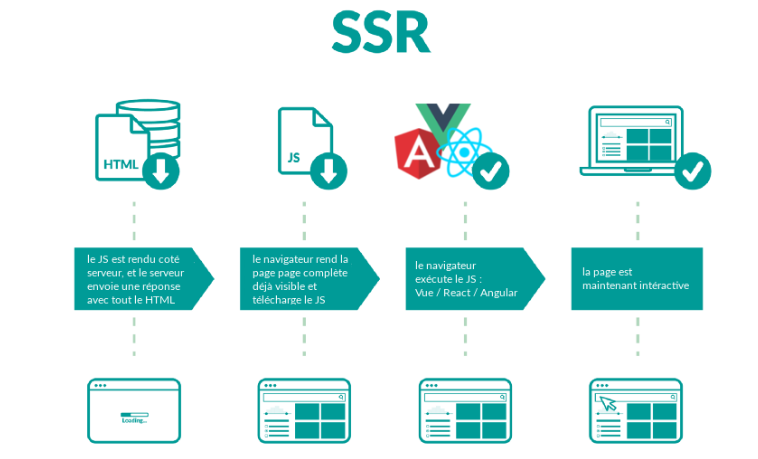 SSR
HTML
JS
le JS est rendu coté
serveur, et le serveur
envoie une réponse
avec tout le HTML
le navigateur rend la
page page complète
déjà visible et
télécharge le JS
le navigateur
exécute le JS :
Vue / React / Angular
la page est
maintenant intéractive
Loading...